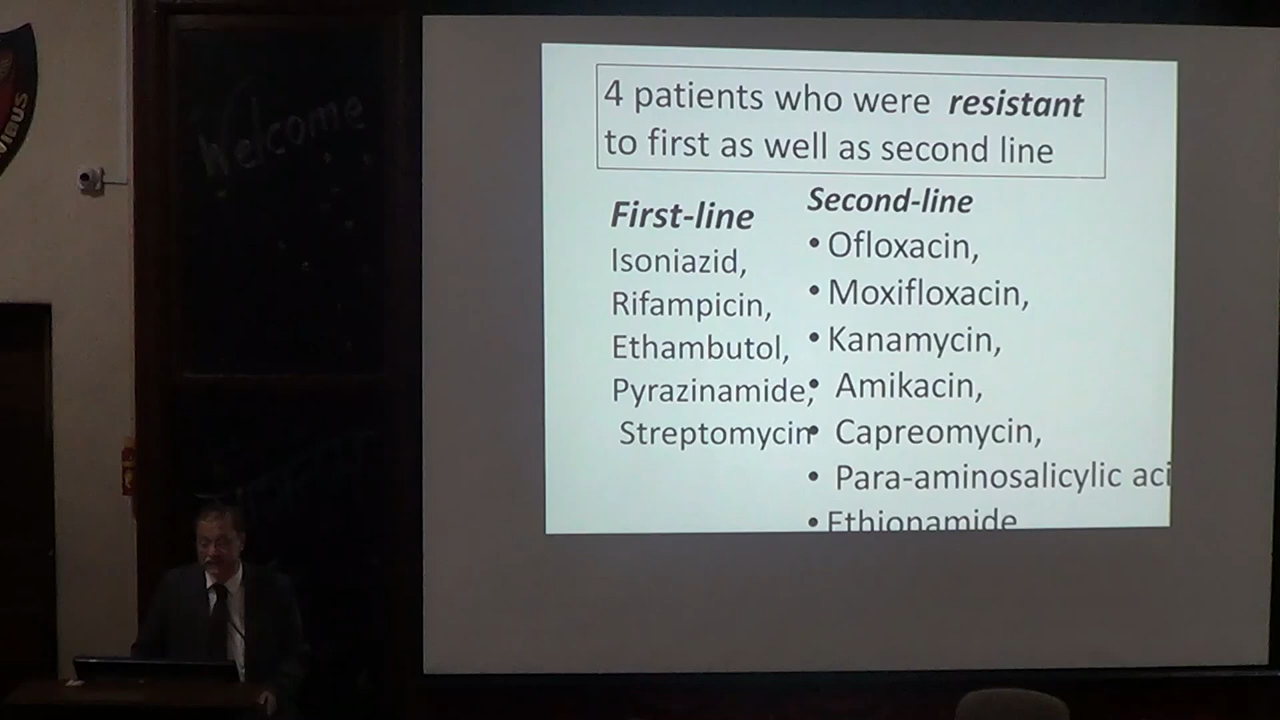 VIBUS
Welcome
4 patients who were resistant
to first as well as second line
First-line
Isoniazid,
Rifampicin,
Ethambutol,
Pyrazinamide,
Streptomycin
Second-line
• Ofloxacin,
• Moxifloxacin,
• Kanamycin,
• Amikacin,
• Capreomycin,
• Para-aminosalicylic aci
• Ethionamide